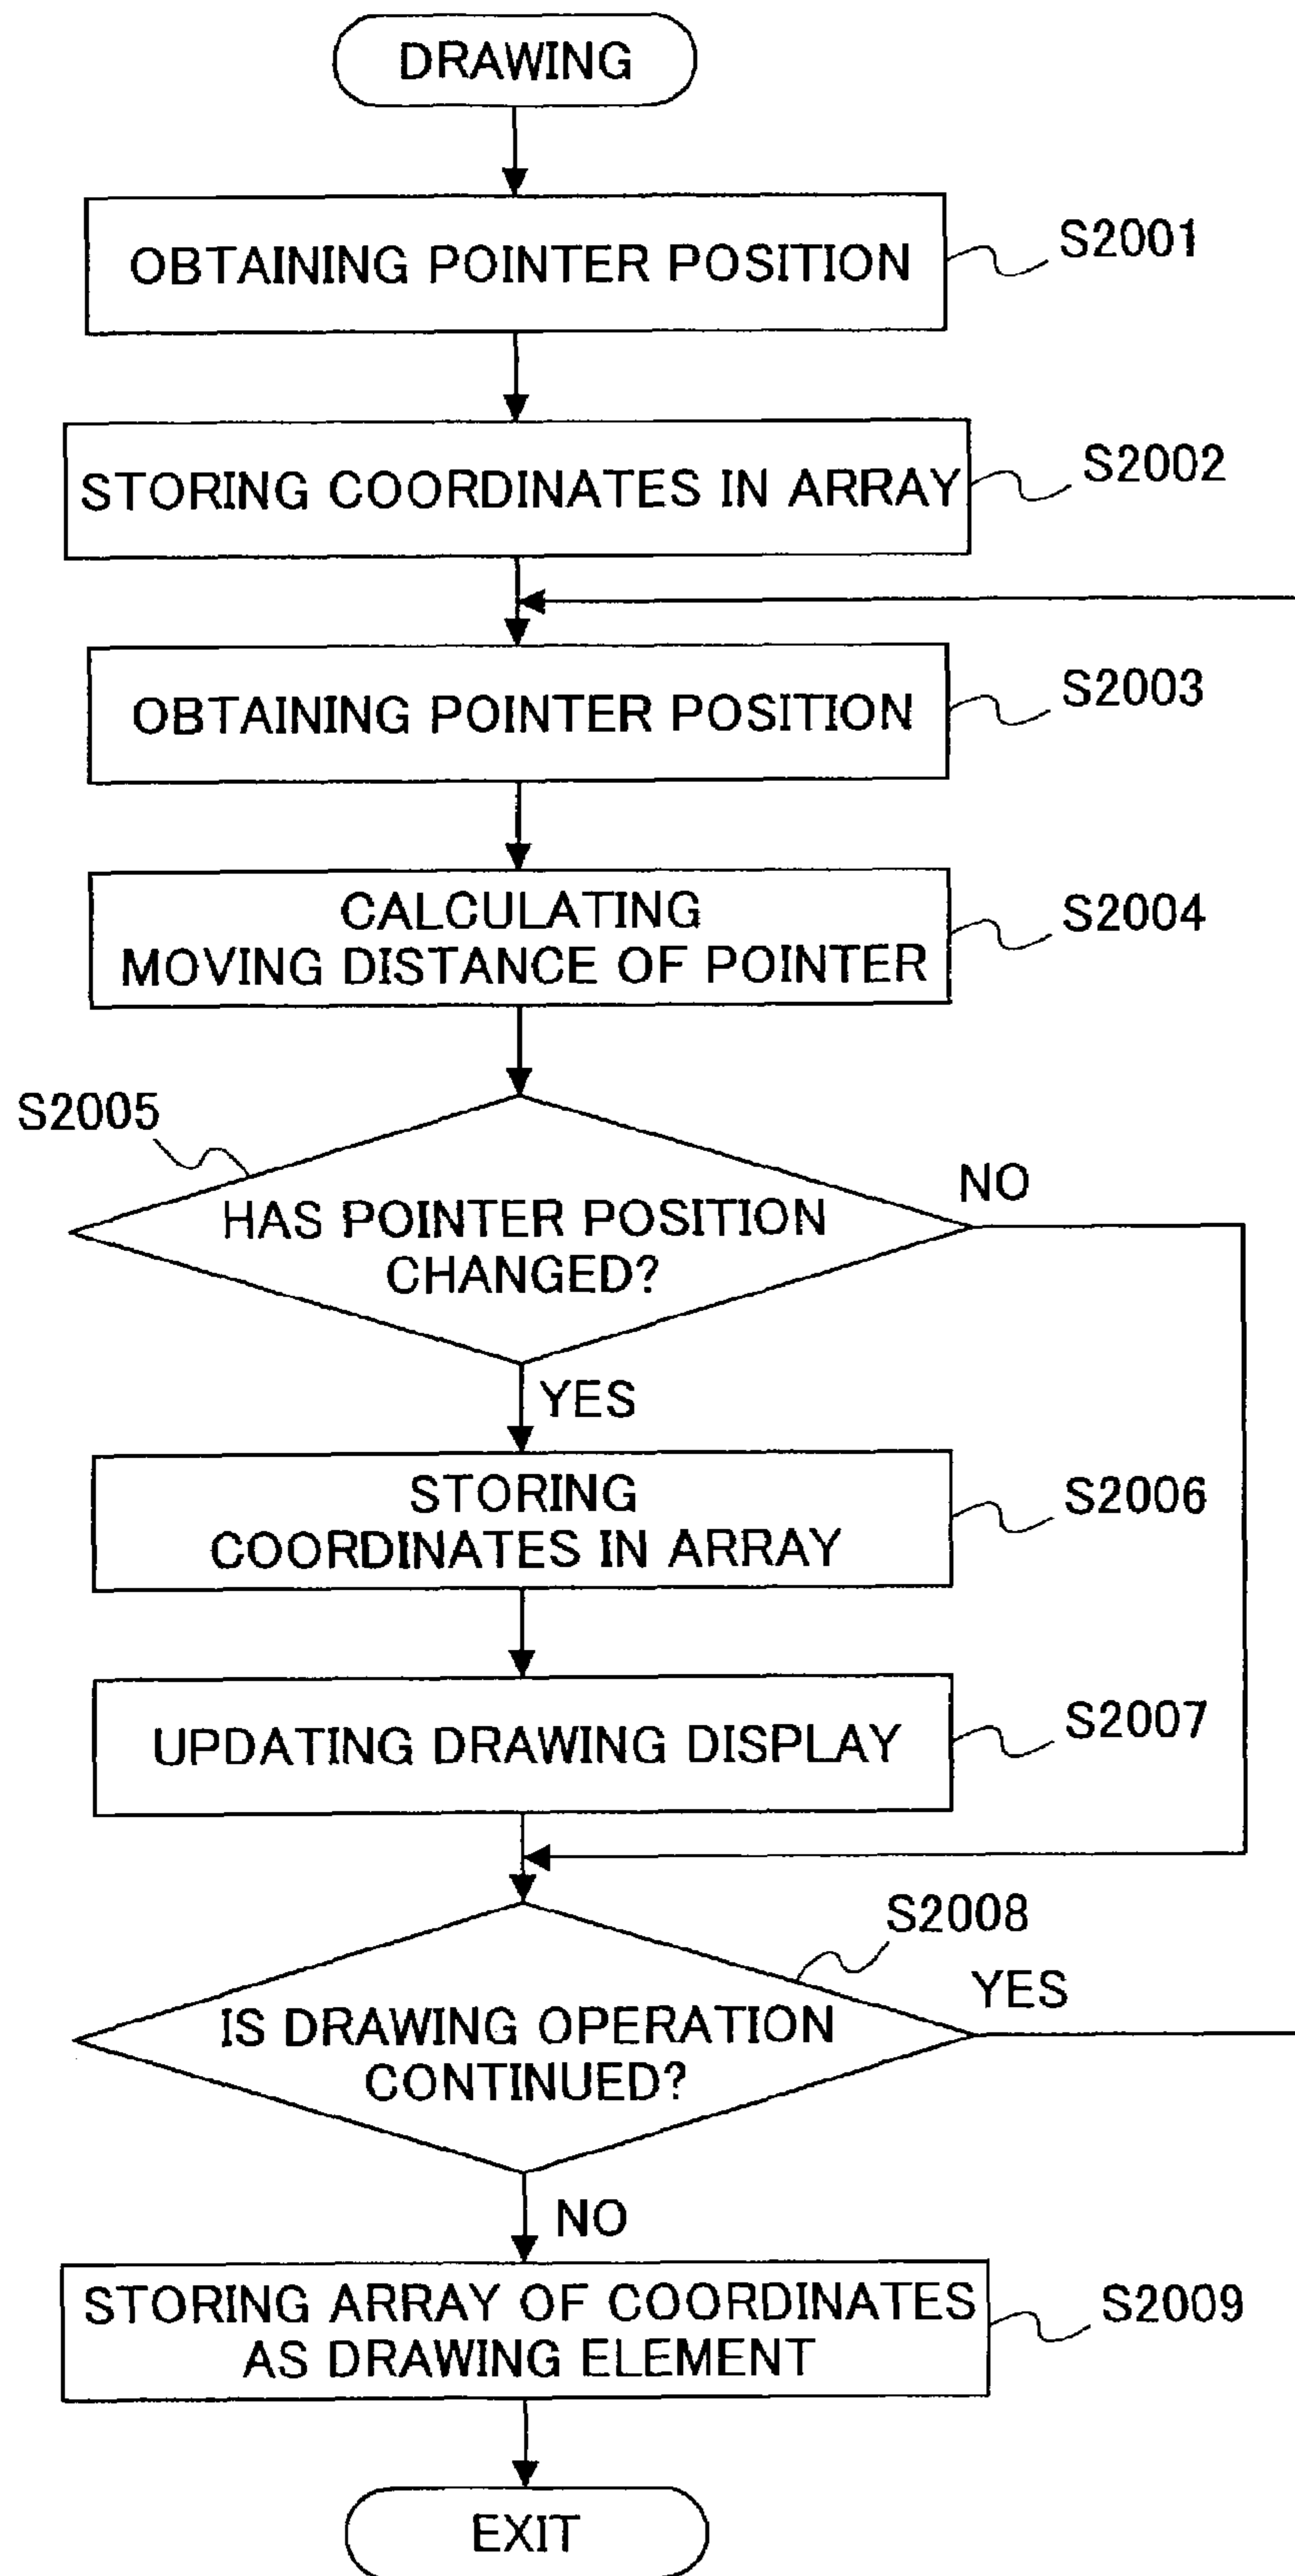 DRAWING
OBTAINING POINTER POSITION
S2001
STORING COORDINATES IN ARRAY
S2002
OBTAINING POINTER POSITION
S2003
CALCULATING
MOVING DISTANCE OF POINTER
S2004
S2005
HAS POINTER POSITION
CHANGED?
NO
YES
STORING
COORDINATES IN ARRAY
S2006
UPDATING DRAWING DISPLAY
S2007
S2008
IS DRAWING OPERATION
CONTINUED?
YES
NO
STORING ARRAY OF COORDINATES
AS DRAWING ELEMENT
S2009
EXIT